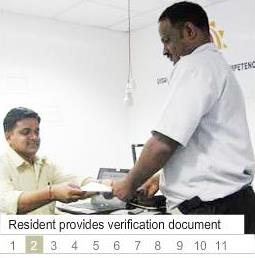 Resident provides verification document
1 2 3 4 5 6 7 8 9 10 11